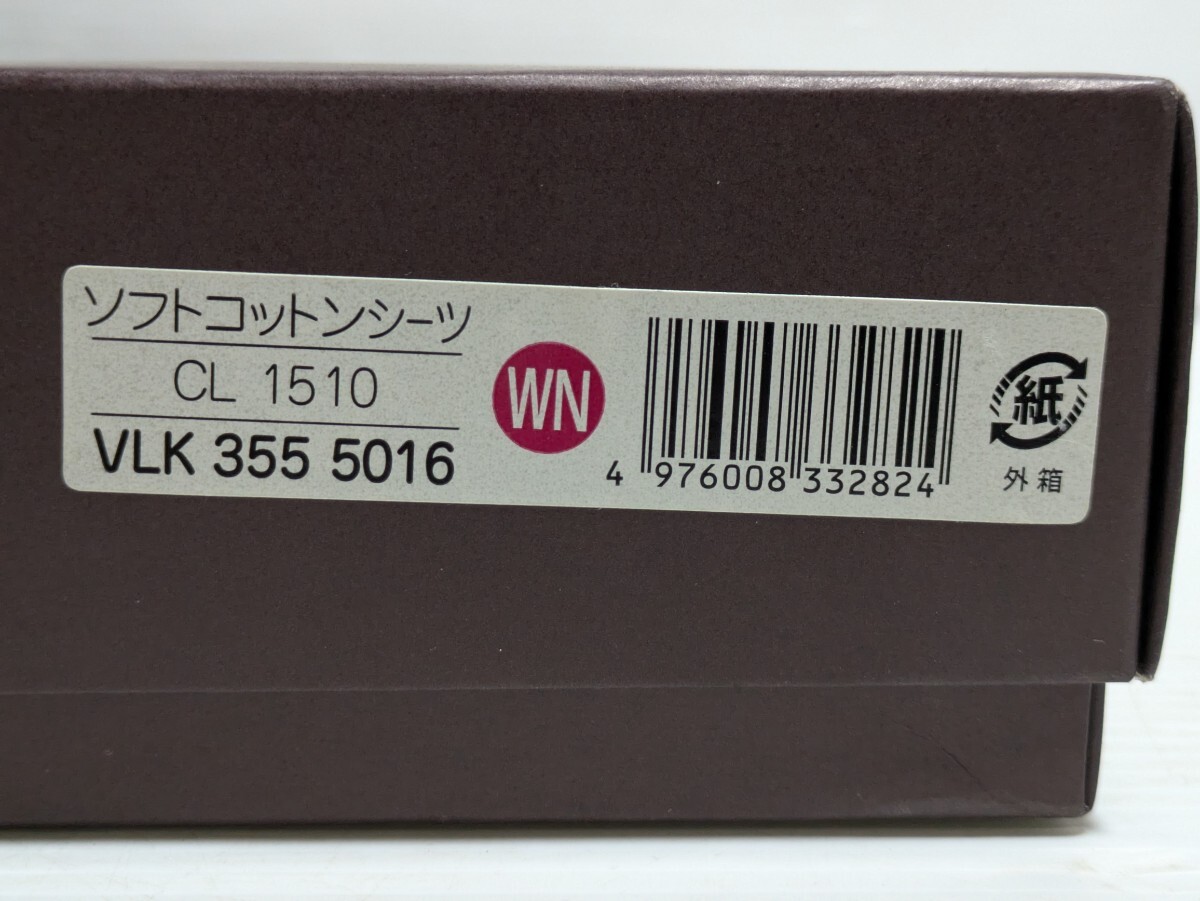 ソフトコットンシーツ
CL 1510
VLK 355 5016
WN
4 976008 332824
紙
外箱